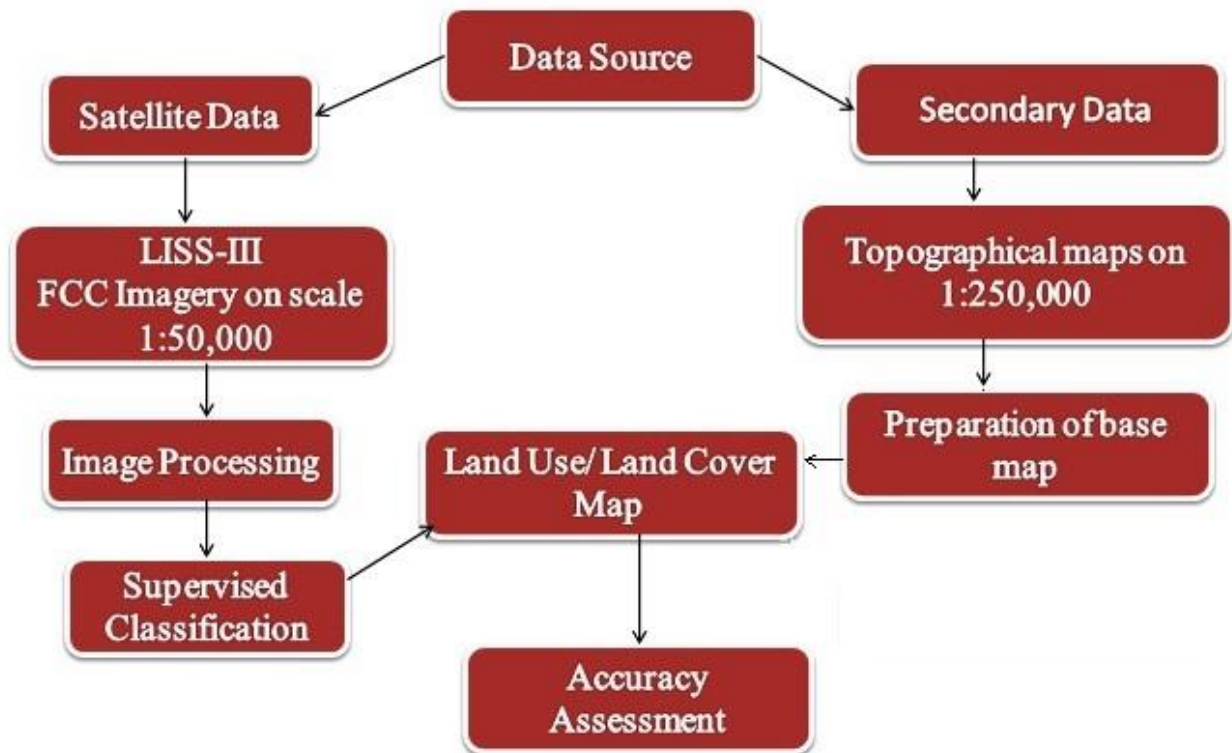 Data Source
Satellite Data
Secondary Data
LISS-III
FCC Imagery on scale
1:50,000
Topographical maps on
1:250,000
Image Processing
Land Use/ Land Cover
Map
Preparation of base
map
Supervised
Classification
Accuracy
Assessment